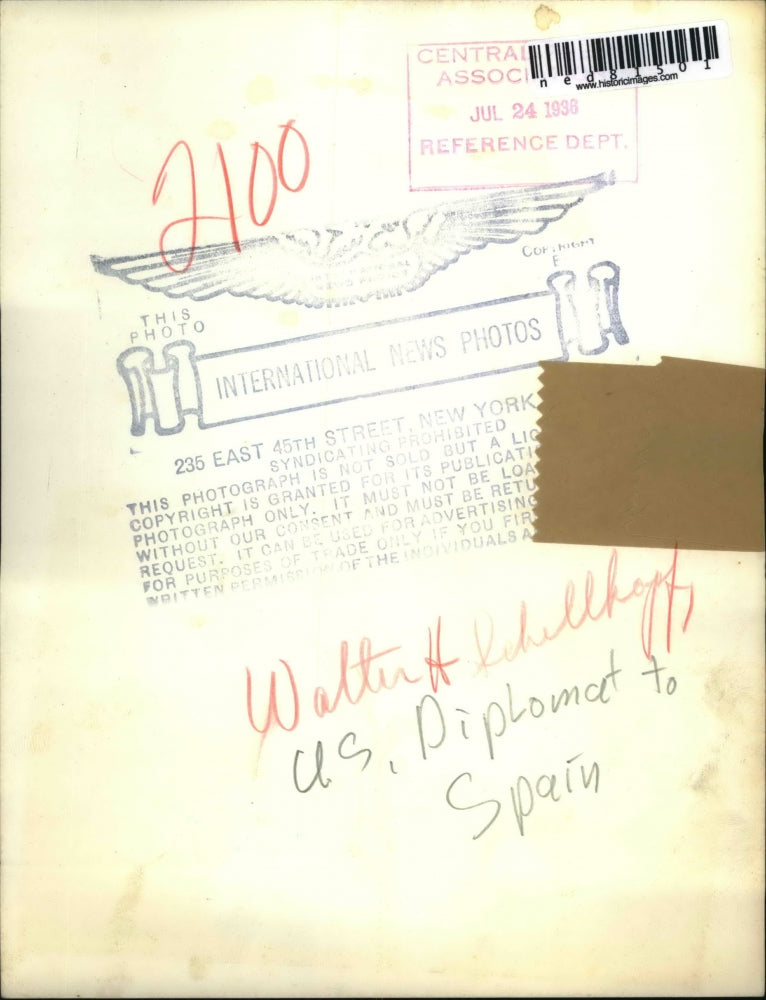 CENTRAL
ASSOCI
JUL 24 1936
REFERENCE DEPT.
ned81501
www.historicimages.com
2100
COPYRIGHT
THIS
PHOTO
INTERNATIONAL NEWS PHOTOS
235 EAST 45TH STREET, NEW YORK
SYNDICATING PROHIBITED
THIS PHOTOGRAPH IS NOT SOLD BUT A LIC
COPYRIGHT IS GRANTED FOR ITS PUBLICATI
PHOTOGRAPH ONLY. IT MUST NOT BE LOA
WITHOUT OUR CONSENT AND MUST BE RETU
REQUEST. IT CAN BE USED FOR ADVERTISING
FOR PURPOSES OF TRADE ONLY IF YOU FIR
WRITTEN PERMISSION OF THE INDIVIDUALS A
Walter H Schellkopf,
U.S. Diplomat to
Spain